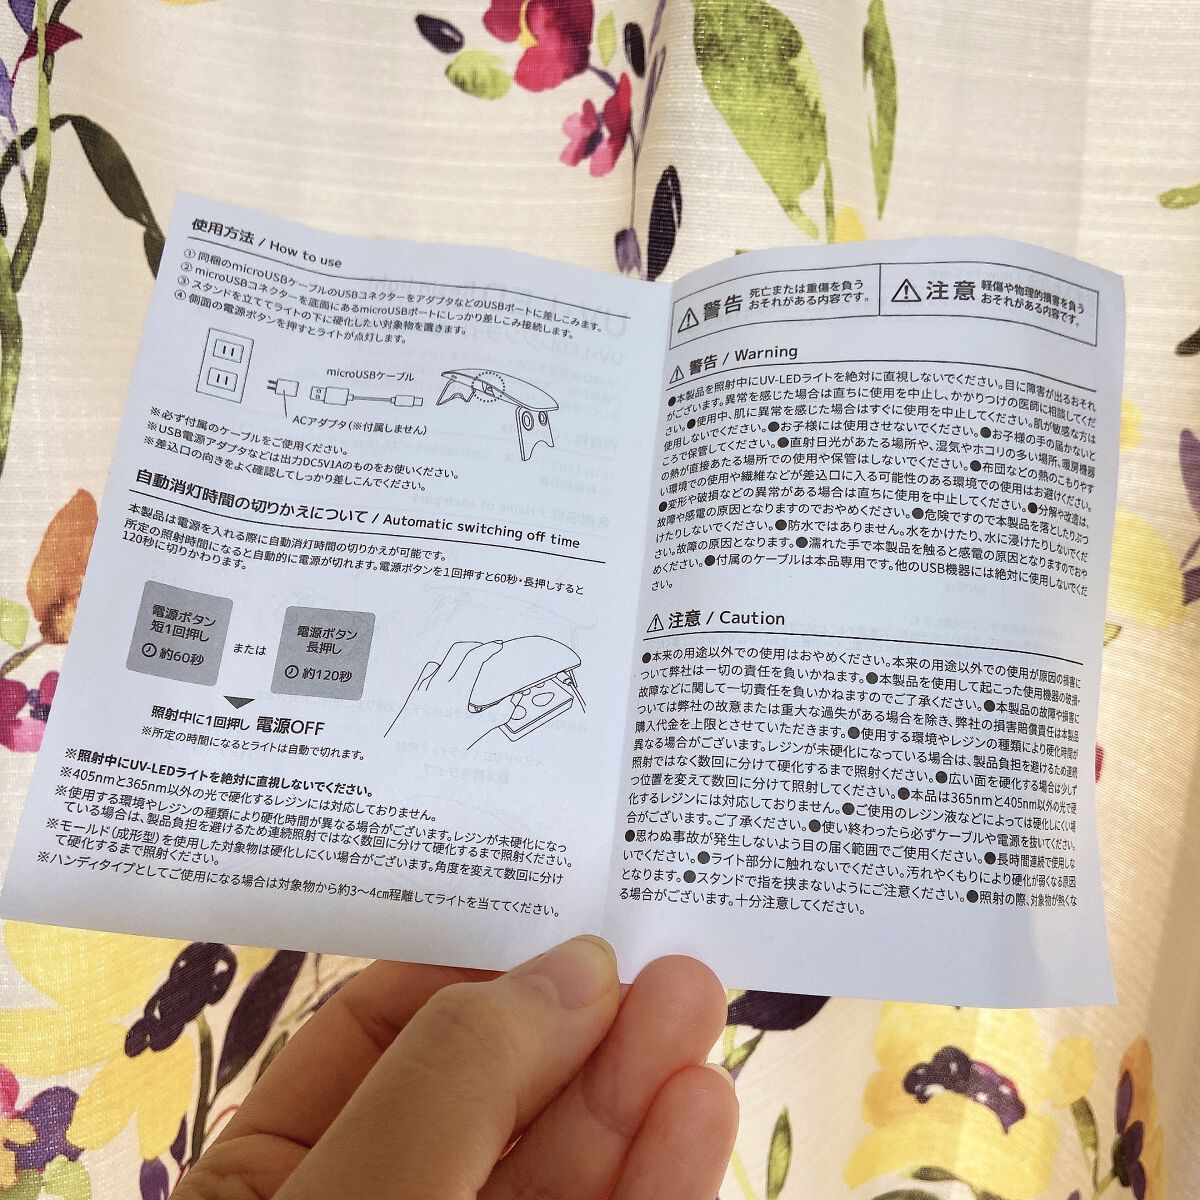 使用方法 / How to use
①同梱のmicroUSBケーブルのUSBコネクターをアダプタなどのUSBポートに差しこみます。
②microUSBコネクターを底面にあるmicroUSBポートにしっかり差しこみ接続します。
③スタンドを立ててライトの下に硬化したい対象物を置きます。
④側面の電源ボタンを押すとライトが点灯します。
microUSBケーブル
ACアダプタ(※付属しません)
※必ず付属のケーブルをご使用ください。
※USB電源アダプタなどは出力DC5V1Aのものをお使いください。
※差込口の向きをよく確認してしっかり差しこんでください。
自動消灯時間の切りかえについて / Automatic switching off time
本製品は電源を入れる際に自動消灯時間の切りかえが可能です。
所定の照射時間になると自動的に電源が切れます。電源ボタンを1回押すと60秒・長押しすると
120秒に切りかわります。
電源ボタン
短1回押し
約60秒
または
電源ボタン
長押し
約120秒
照射中に1回押し 電源OFF
※所定の時間になるとライトは自動で切れます。
※照射中にUV-LEDライトを絶対に直視しないでください。
※405nmと365nm以外の光で硬化するレジンには対応しておりません。
※使用する環境やレジンの種類により硬化時間が異なる場合がございます。レジンが未硬化になっ
ている場合は、製品負担を避けるため連続照射ではなく数回に分けて硬化するまで照射ください。
※モールド(成形型)を使用した対象物は硬化しにくい場合がございます。角度を変えて数回に分け
て硬化するまで照射ください。
※ハンディタイプとしてご使用になる場合は対象物から約3〜4cm程離してライトを当ててください。
警告 死亡または重傷を負う
おそれがある内容です。
注意 軽傷や物理的損害を負う
おそれがある内容です。
警告 / Warning
●本製品を照射中にUV-LEDライトを絶対に直視しないでください。目に障害が出るおそれ
がございます。異常を感じた場合は直ちに使用を中止し、かかりつけの医師に相談してくだ
さい。●使用中、肌に異常を感じた場合はすぐに使用を中止してください。肌が敏感な方は
使用しないでください。●お子様には使用させないでください。●お子様の手の届かないと
ころで保管してください。●直射日光があたる場所や、湿気やホコリの多い場所、暖房機器
の熱が直接あたる場所での使用や保管はしないでください。●布団などの熱のこもりやす
い環境での使用や繊維などが差込口に入る可能性のある環境での使用はお避けください。
●変形や破損などの異常がある場合は直ちに使用を中止してください。●分解や改造は、
故障や感電の原因となりますのでおやめください。●危険ですので本製品を落としたりぶつ
けたりしないでください。●防水ではありません。水をかけたり、水に浸けたりしないでくだ
さい。故障の原因となります。●濡れた手で本製品を触ると感電の原因となりますのでおや
めください。●付属のケーブルは本品専用です。他のUSB機器には絶対に使用しないでくだ
さい。
注意 / Caution
●本来の用途以外での使用はおやめください。本来の用途以外での使用が原因の損害に
ついて弊社は一切の責任を負いかねます。●本製品を使用して起こった使用機器の破損・
故障などに関して一切責任を負いかねますのでご了承ください。●本製品の故障や損害に
ついては弊社の故意または重大な過失がある場合を除き、弊社の損害賠償責任は本製品
購入代金を上限とさせていただきます。●使用する環境やレジンの種類により硬化時間が
異なる場合がございます。レジンが未硬化になっている場合は、製品負担を避けるため連続
照射ではなく数回に分けて硬化するまで照射ください。●広い面を硬化する場合は少しず
つ位置を変えて数回に分けて照射してください。●本品は365nmと405nm以外の光で硬
化するレジンには対応しておりません。●ご使用のレジン液などによっては硬化にくい場
合がございます。ご了承ください。●使い終わったら必ずケーブルや電源を抜いてください。
●思わぬ事故が発生しないよう目の届く範囲でご使用ください。●長時間連続で使用しな
いでください。●ライト部分に触れないでください。汚れやくもりにより硬化が弱くなる原因
となります。●スタンドで指を挟まないようにご注意ください。●照射の際、対象物が熱くな
る場合がございます。十分注意してください。